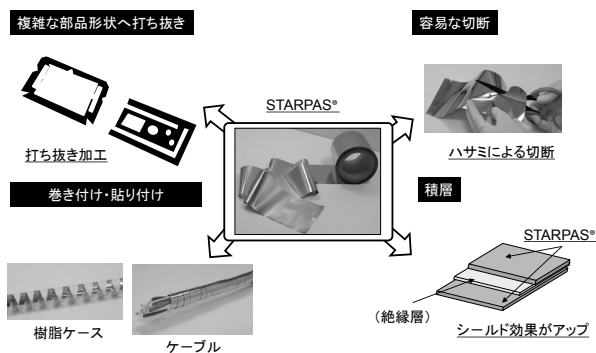 複雑な部品形状へ打ち抜き
容易な切断
STARPAS®
打ち抜き加工
ハサミによる切断
巻き付け・貼り付け
積層
STARPAS®
(絶縁層)
シールド効果がアップ
樹脂ケース
ケーブル